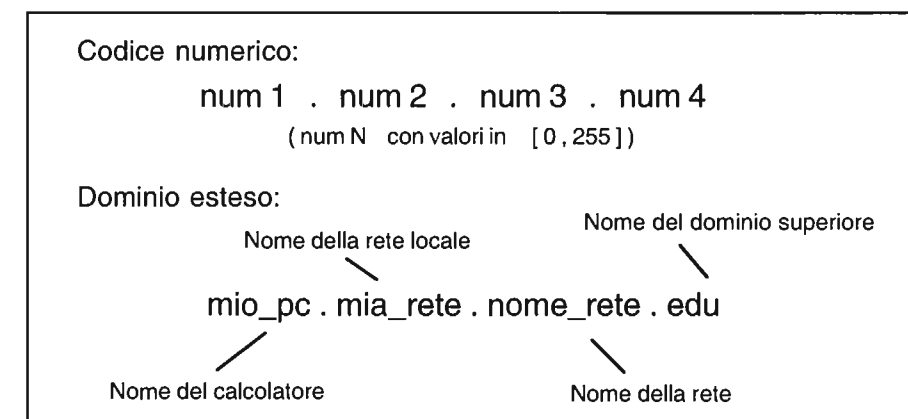 Codice numerico:
num 1 . num 2 . num 3 . num 4
( num N con valori in [ 0 , 255 ] )
Dominio esteso:
Nome del dominio superiore
Nome della rete locale
mio_pc . mia_rete . nome_rete . edu
Nome del calcolatore
Nome della rete